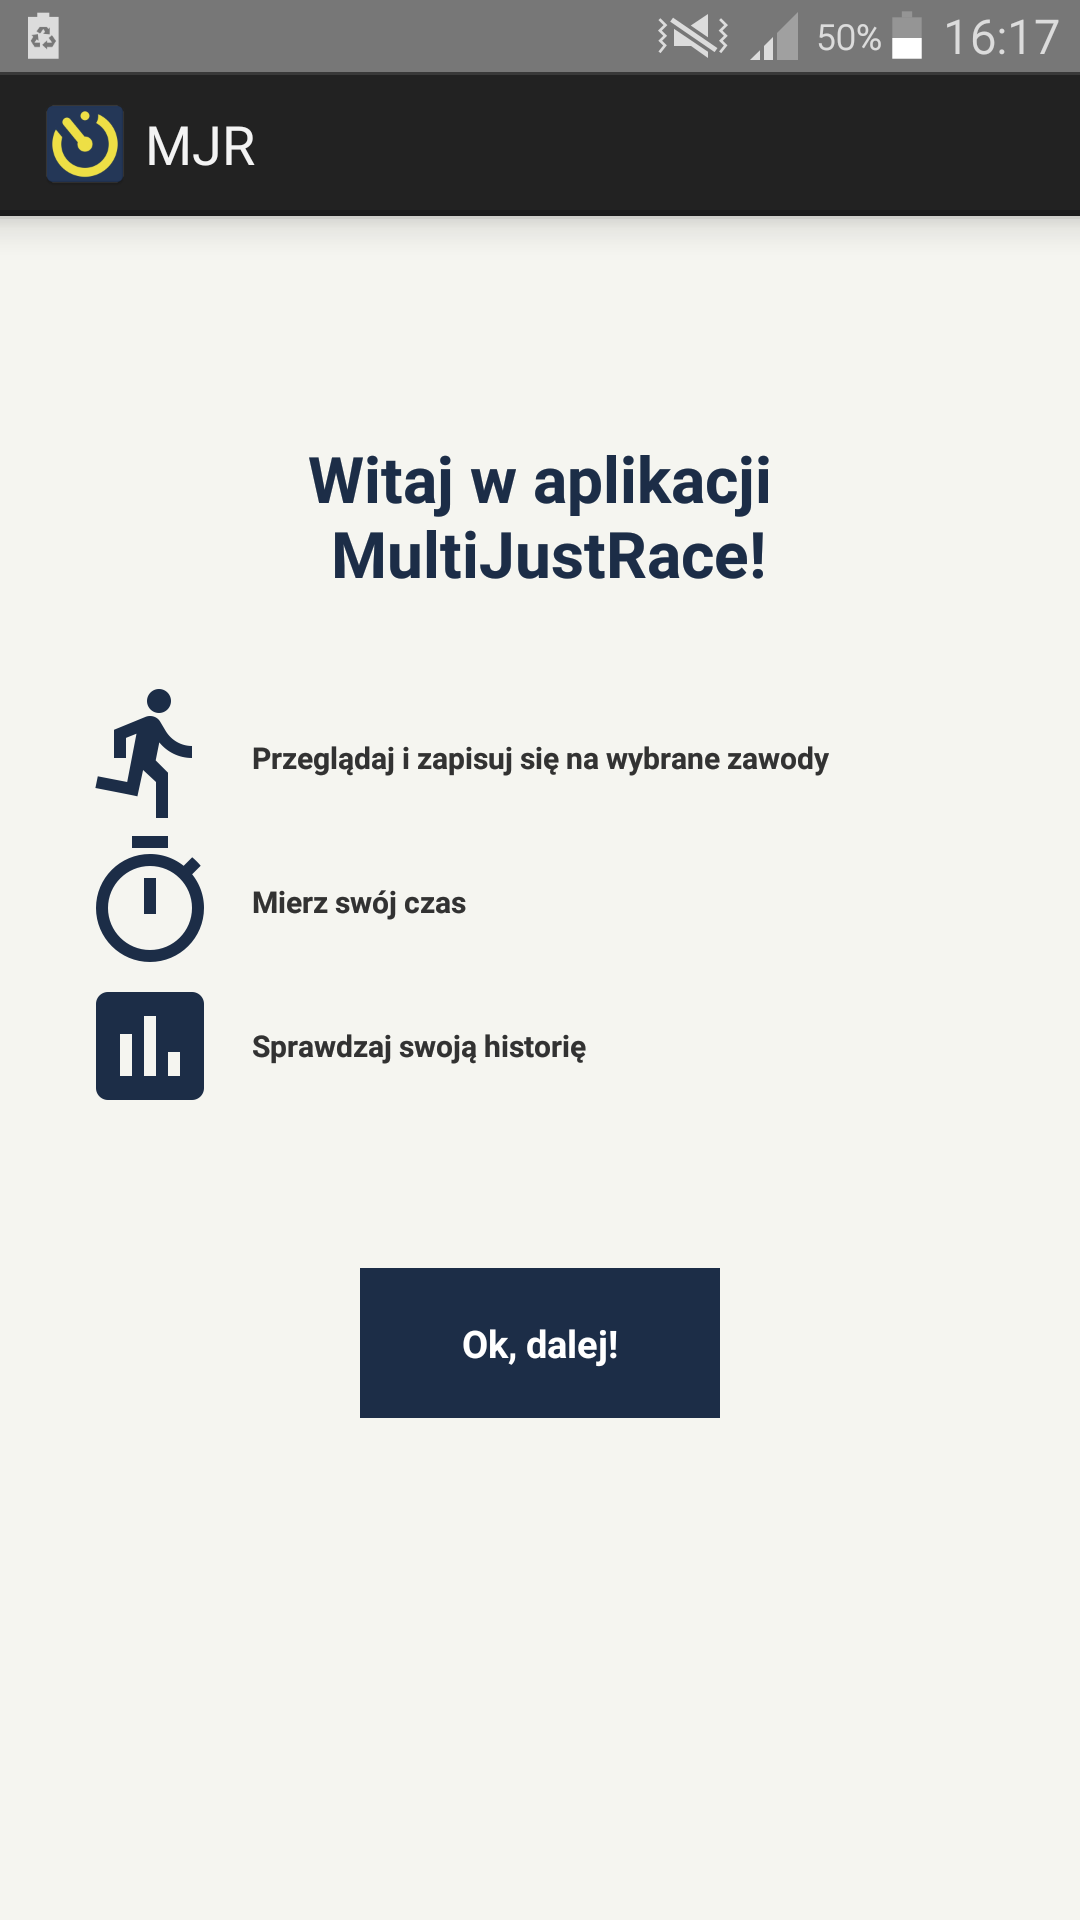 50% 16:17
MJR
Witaj w aplikacji
MultiJustRace!
Przeglądaj i zapisuj się na wybrane zawody
Mierz swój czas
Sprawdzaj swoją historię
Ok, dalej!